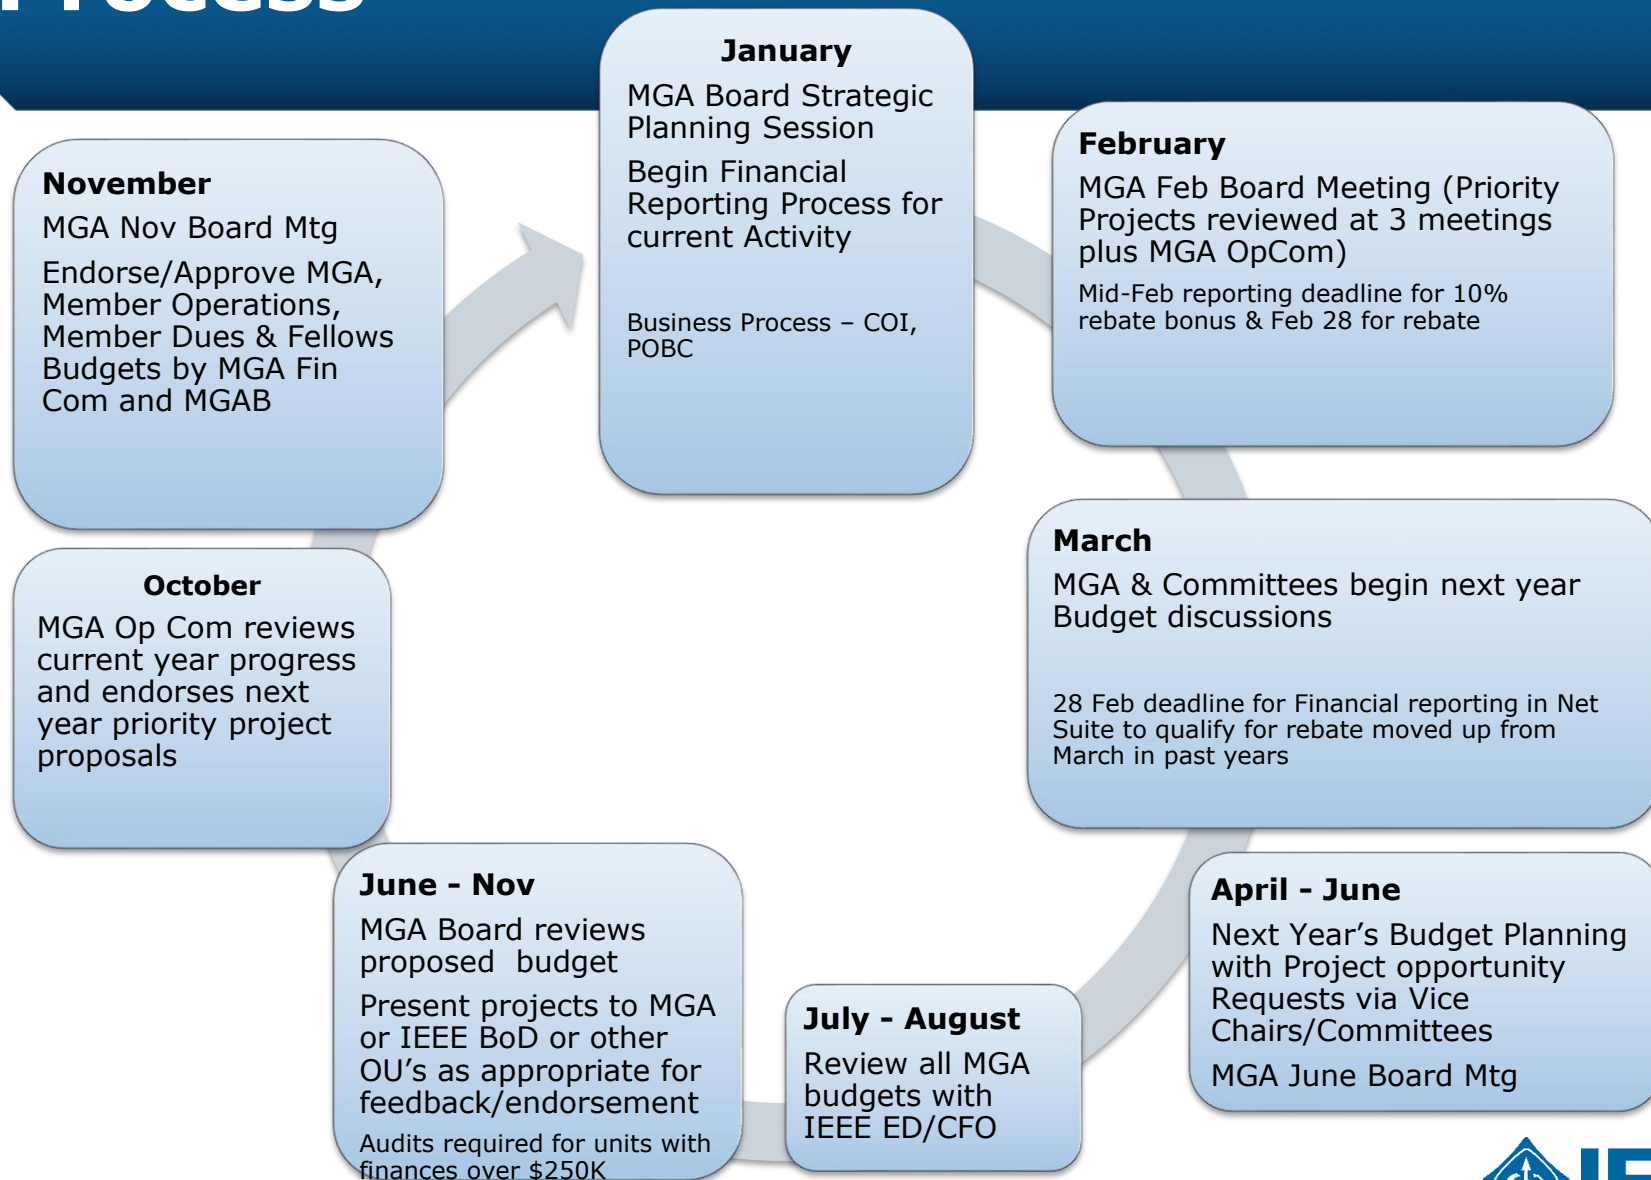 Process
January
MGA Board Strategic
Planning Session
Begin Financial
Reporting Process for
current Activity
Business Process – COI,
POBC
February
MGA Feb Board Meeting (Priority
Projects reviewed at 3 meetings
plus MGA OpCom)
Mid-Feb reporting deadline for 10%
rebate bonus & Feb 28 for rebate
March
MGA & Committees begin next year
Budget discussions
28 Feb deadline for Financial reporting in Net
Suite to qualify for rebate moved up from
March in past years
April - June
Next Year’s Budget Planning
with Project opportunity
Requests via Vice
Chairs/Committees
MGA June Board Mtg
July - August
Review all MGA
budgets with
IEEE ED/CFO
June - Nov
MGA Board reviews
proposed  budget
Present projects to MGA
or IEEE BoD or other
OU’s as appropriate for
feedback/endorsement
Audits required for units with
finances over $250K
October
MGA Op Com reviews
current year progress
and endorses next
year priority project
proposals
November
MGA Nov Board Mtg
Endorse/Approve MGA,
Member Operations,
Member Dues & Fellows
Budgets by MGA Fin
Com and MGAB